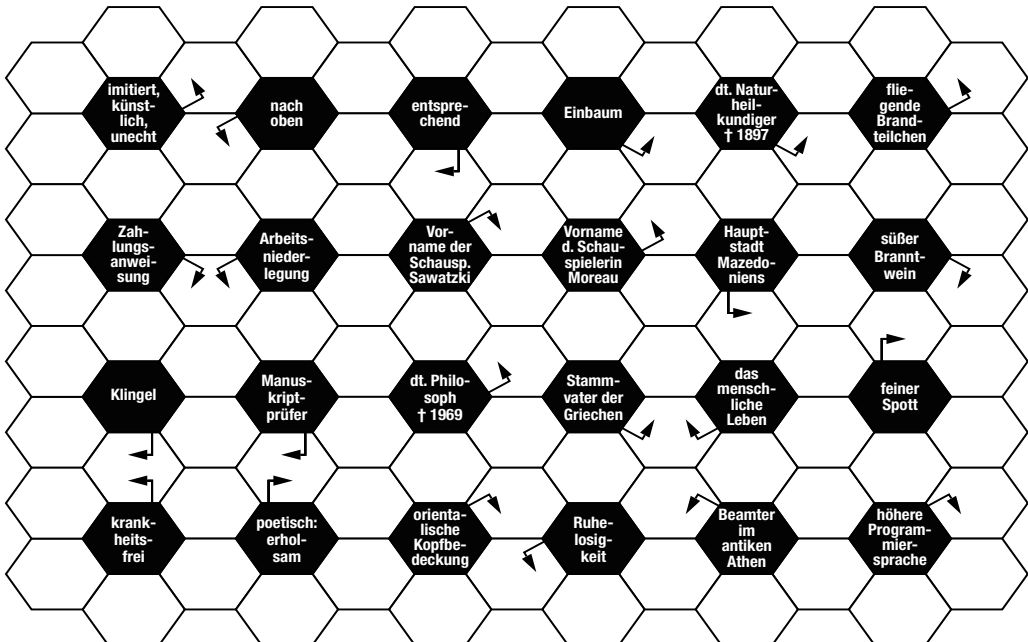 imitiert,
künst-
lich,
unecht
nach
oben
entspre-
chend
Einbaum
dt. Natur-
heil-
kundiger
† 1897
flie-
gende
Brand-
teilchen
Zah-
lungs-
anwei-
sung
Arbeits-
nieder-
legung
Vor-
name der
Schausp.
Sawatzki
Vorname
d. Schau-
spielerin
Moreau
Haupt-
stadt
Mazedo-
niens
süßer
Brannt-
wein
Klingel
Manus-
kript-
prüfer
dt. Philo-
soph
† 1969
Stamm-
vater der
Griechen
das
mensch-
liche
Leben
feiner
Spott
krank-
heits-
frei
poetisch:
erhol-
sam
orienta-
lische
Kopfbe-
deckung
Ruhe-
losig-
keit
Beamter
im
antiken
Athen
höhere
Program-
mier-
sprache